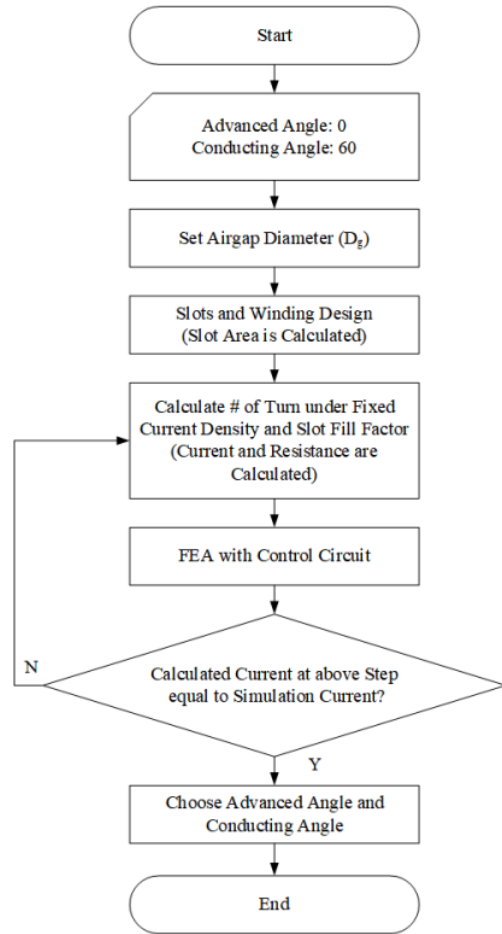 Start
Advanced Angle: 0
Conducting Angle: 60
Set Airgap Diameter (Dg)
Slots and Winding Design
(Slot Area is Calculated)
Calculate # of Turn under Fixed
Current Density and Slot Fill Factor
(Current and Resistance are
Calculated)
FEA with Control Circuit
Calculated Current at above Step
equal to Simulation Current?
N
Y
Choose Advanced Angle and
Conducting Angle
End